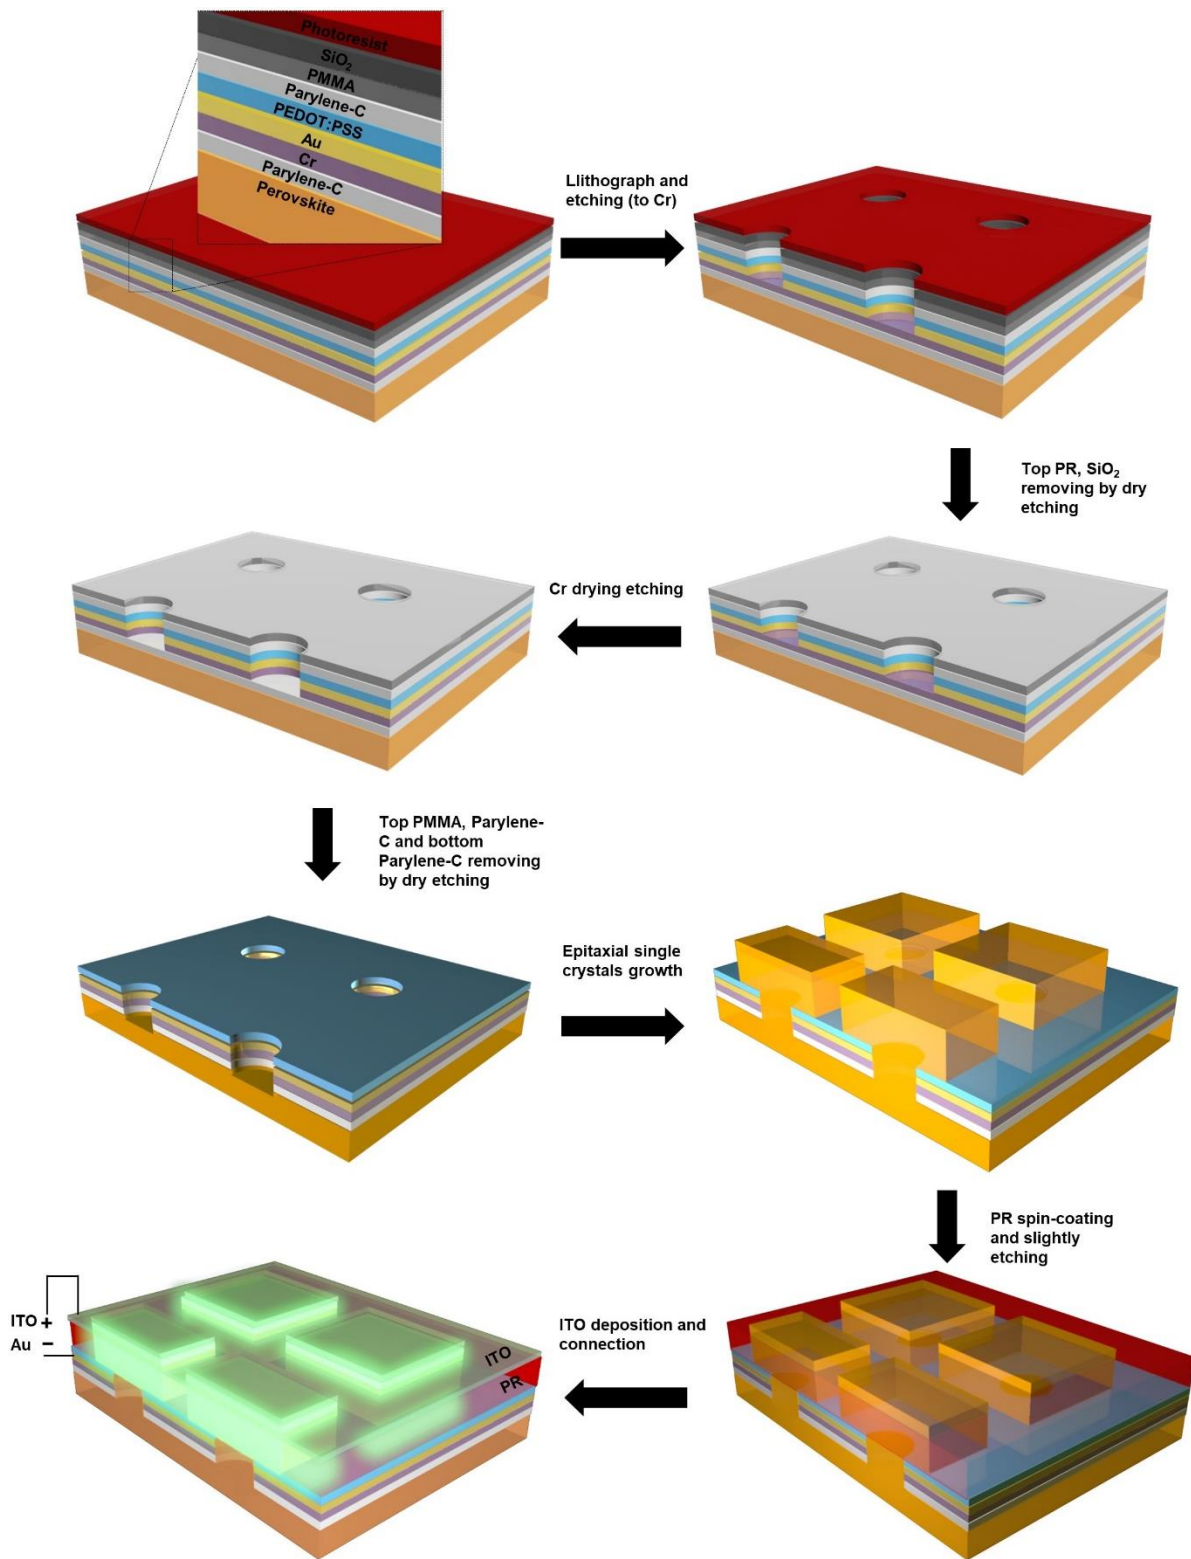 Photoresist
SiO₂
PMMA
Parylene-C
PEDOT:PSS
Au
Cr
Parylene-C
Perovskite
Llithograph and
etching (to Cr)
Top PR, SiO₂
removing by dry
etching
Cr drying etching
Top PMMA, Parylene-
C and bottom
Parylene-C removing
by dry etching
Epitaxial single
crystals growth
PR spin-coating
and slightly
etching
ITO deposition and
connection
ITO +
Au −
ITO
PR